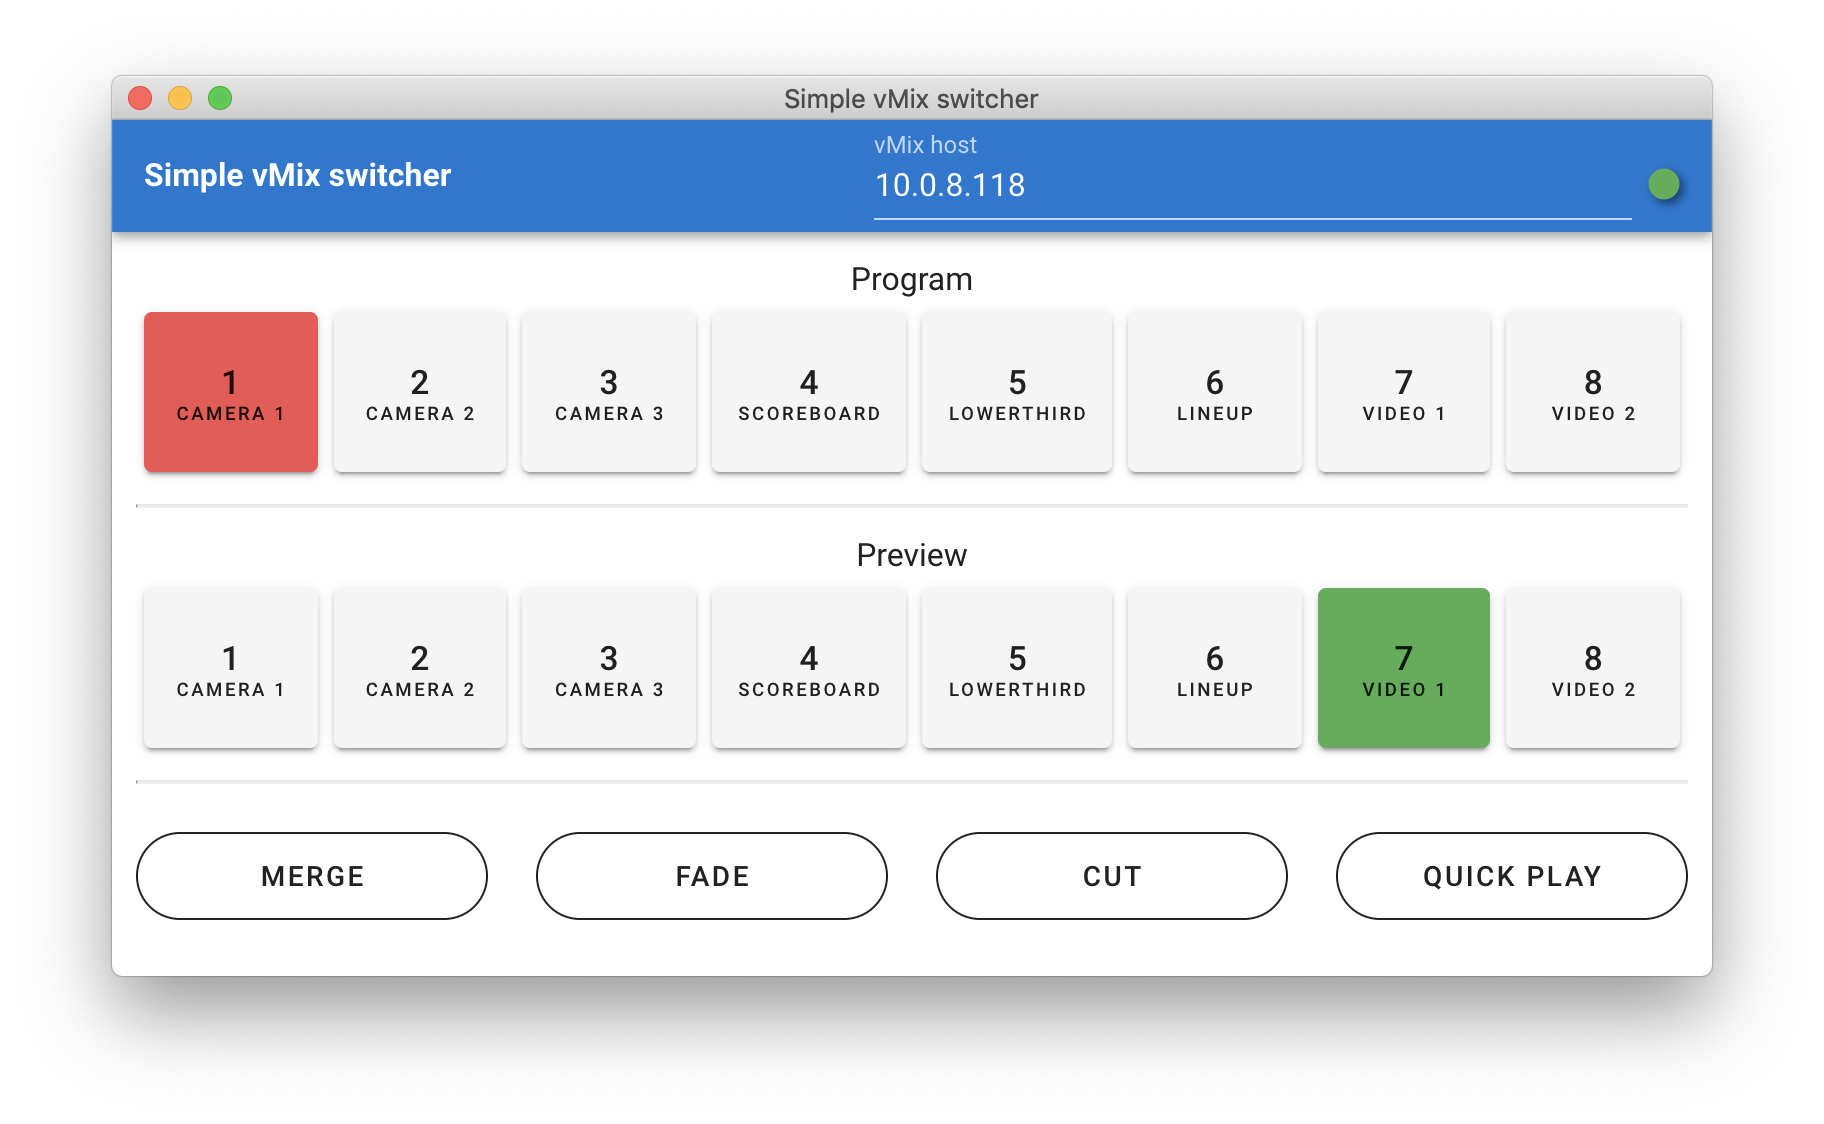 Simple vMix switcher
Simple vMix switcher
vMix host
10.0.8.118
Program
1
CAMERA 1
2
CAMERA 2
3
CAMERA 3
4
SCOREBOARD
5
LOWERTHIRD
6
LINEUP
7
VIDEO 1
8
VIDEO 2
Preview
1
CAMERA 1
2
CAMERA 2
3
CAMERA 3
4
SCOREBOARD
5
LOWERTHIRD
6
LINEUP
7
VIDEO 1
8
VIDEO 2
MERGE
FADE
CUT
QUICK PLAY